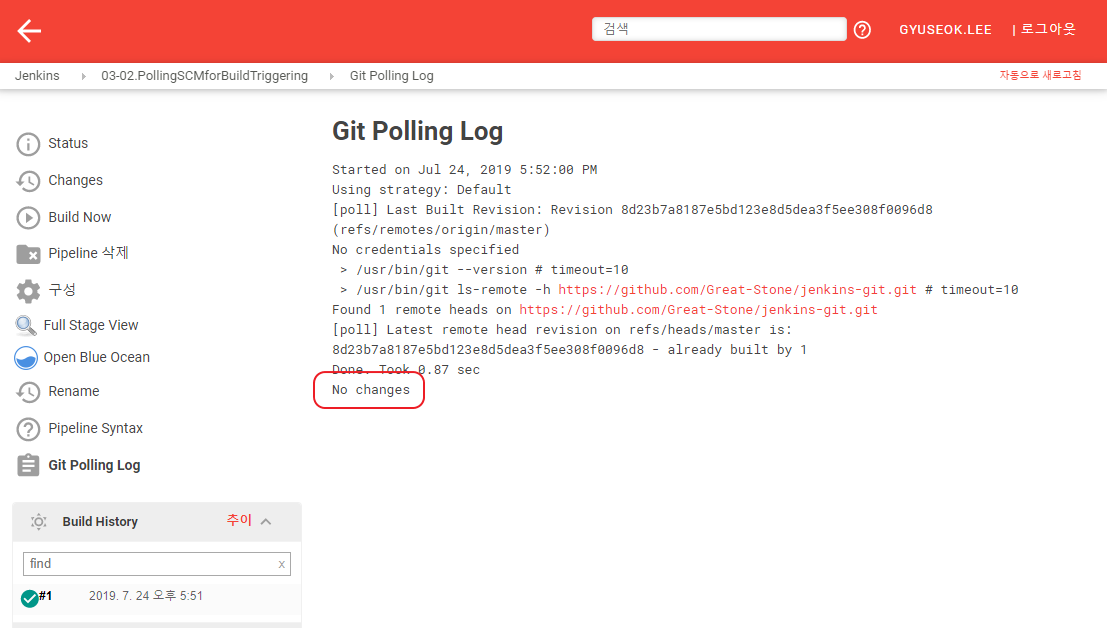 검색
GYUSEOK.LEE
| 로그아웃
Jenkins
03-02.PollingSCMforBuildTriggering
Git Polling Log
자동으로 새로고침
Status
Changes
Build Now
Pipeline 삭제
구성
Full Stage View
Open Blue Ocean
Rename
Pipeline Syntax
Git Polling Log
Build History
추이
find
x
#1
2019. 7. 24 오후 5:51
Git Polling Log
Started on Jul 24, 2019 5:52:00 PM
Using strategy: Default
[poll] Last Built Revision: Revision 8d23b7a8187e5bd123e8d5dea3f5ee308f0096d8
(refs/remotes/origin/master)
No credentials specified
> /usr/bin/git --version # timeout=10
> /usr/bin/git ls-remote -h https://github.com/Great-Stone/jenkins-git.git # timeout=10
Found 1 remote heads on https://github.com/Great-Stone/jenkins-git.git
[poll] Latest remote head revision on refs/heads/master is:
8d23b7a8187e5bd123e8d5dea3f5ee308f0096d8 - already built by 1
Done. Took 0.87 sec
No changes